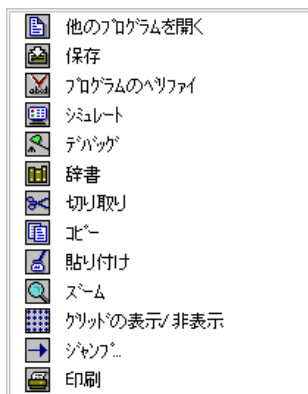 他のﾌﾟﾛｸﾞﾗﾑを開く
保存
abcd
ﾌﾟﾛｸﾞﾗﾑのﾍﾞﾘﾌｧｲ
ｼﾐｭﾚｰﾄ
ﾃﾞﾊﾞｯｸﾞ
辞書
切り取り
ｺﾋﾟｰ
貼り付け
ｽﾞｰﾑ
ｸﾞﾘｯﾄﾞの表示/非表示
ｼﾞｬﾝﾌﾟ...
印刷